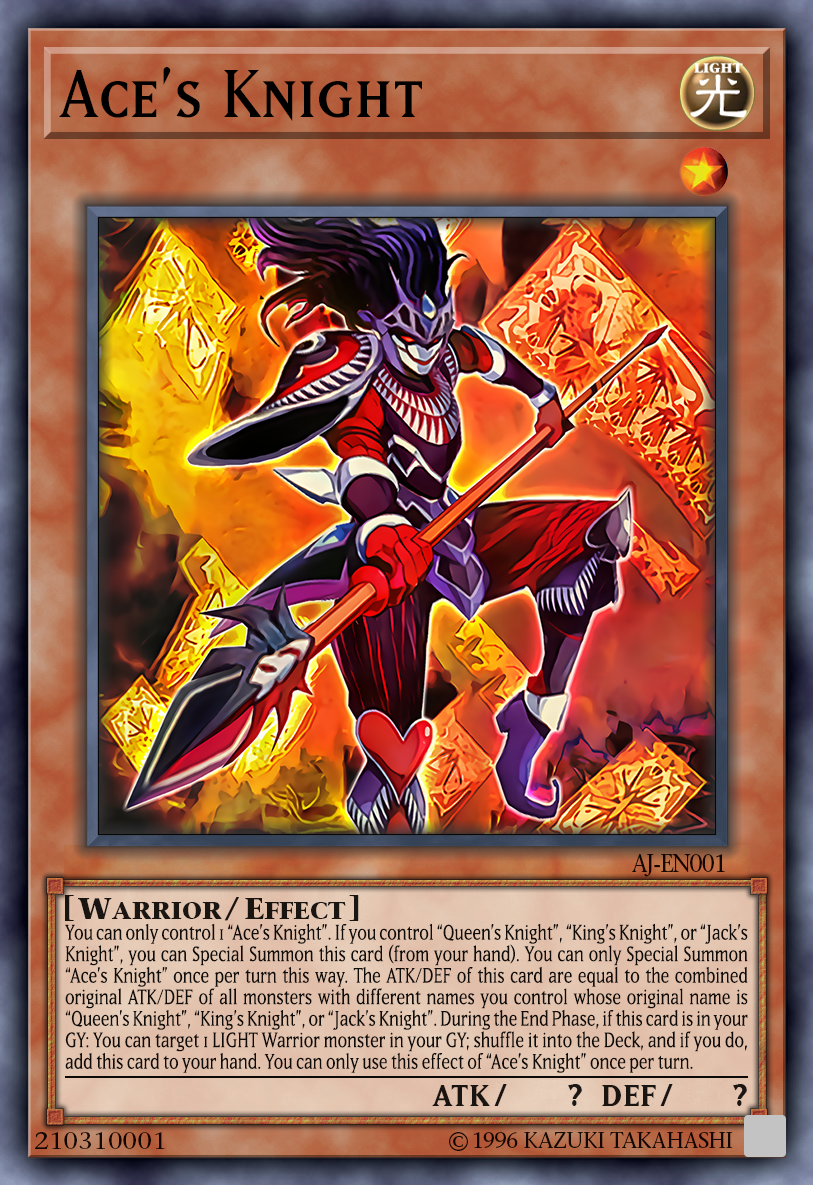 Ace's Knight
LIGHT
光
AJ-EN001
[Warrior/Effect]
You can only control 1 “Ace's Knight”. If you control “Queen's Knight”, “King's Knight”, or “Jack's
Knight”, you can Special Summon this card (from your hand). You can only Special Summon
“Ace's Knight” once per turn this way. The ATK/DEF of this card are equal to the combined
original ATK/DEF of all monsters with different names you control whose original name is
“Queen's Knight”, “King's Knight”, or “Jack's Knight”. During the End Phase, if this card is in your
GY: You can target 1 LIGHT Warrior monster in your GY; shuffle it into the Deck, and if you do,
add this card to your hand. You can only use this effect of “Ace's Knight” once per turn.
ATK/ ? DEF/ ?
210310001 © 1996 KAZUKI TAKAHASHI